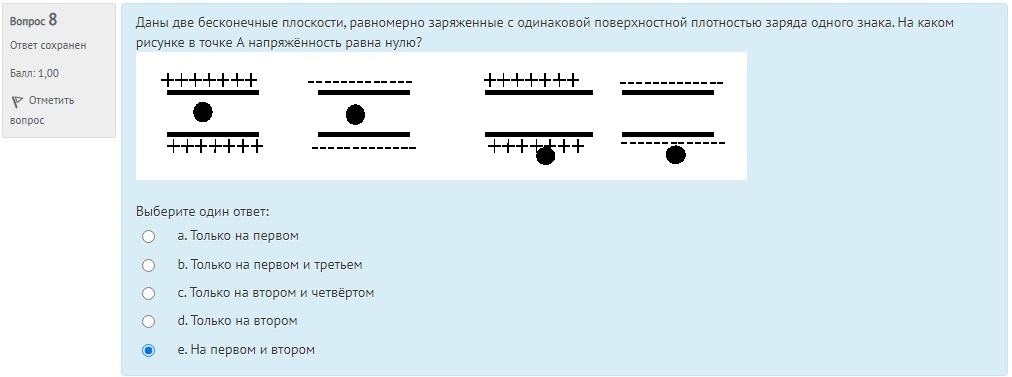 Вопрос 8
Ответ сохранен
Балл: 1,00
Отметить
вопрос
Даны две бесконечные плоскости, равномерно заряженные с одинаковой поверхностной плотностью заряда одного знака. На каком
рисунке в точке А напряжённость равна нулю?
+++++++ --------------- +++++++ ---------------
+++++++ --------------- +++++++ ---------------
Выберите один ответ:
a. Только на первом
b. Только на первом и третьем
c. Только на втором и четвёртом
d. Только на втором
e. На первом и втором